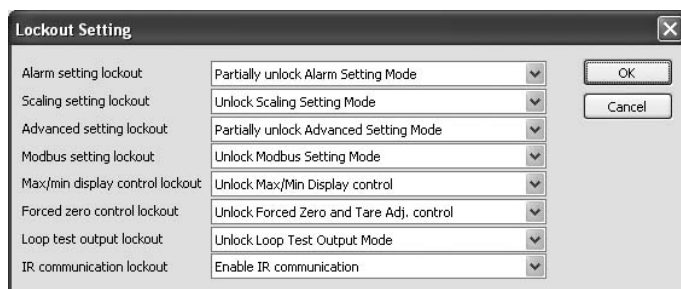 Lockout Setting
Alarm setting lockout Partially unlock Alarm Setting Mode OK
Scaling setting lockout Unlock Scaling Setting Mode Cancel
Advanced setting lockout Partially unlock Advanced Setting Mode
Modbus setting lockout Unlock Modbus Setting Mode
Max/min display control lockout Unlock Max/Min Display control
Forced zero control lockout Unlock Forced Zero and Tare Adj. control
Loop test output lockout Unlock Loop Test Output Mode
IR communication lockout Enable IR communication